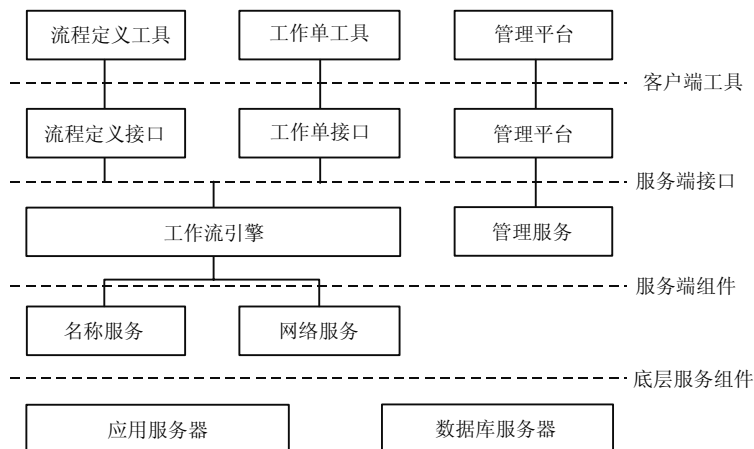 流程定义工具
工作单工具
管理平台
客户端工具
流程定义接口
工作单接口
管理平台
服务端接口
工作流引擎
管理服务
服务端组件
名称服务
网络服务
底层服务组件
应用服务器
数据库服务器